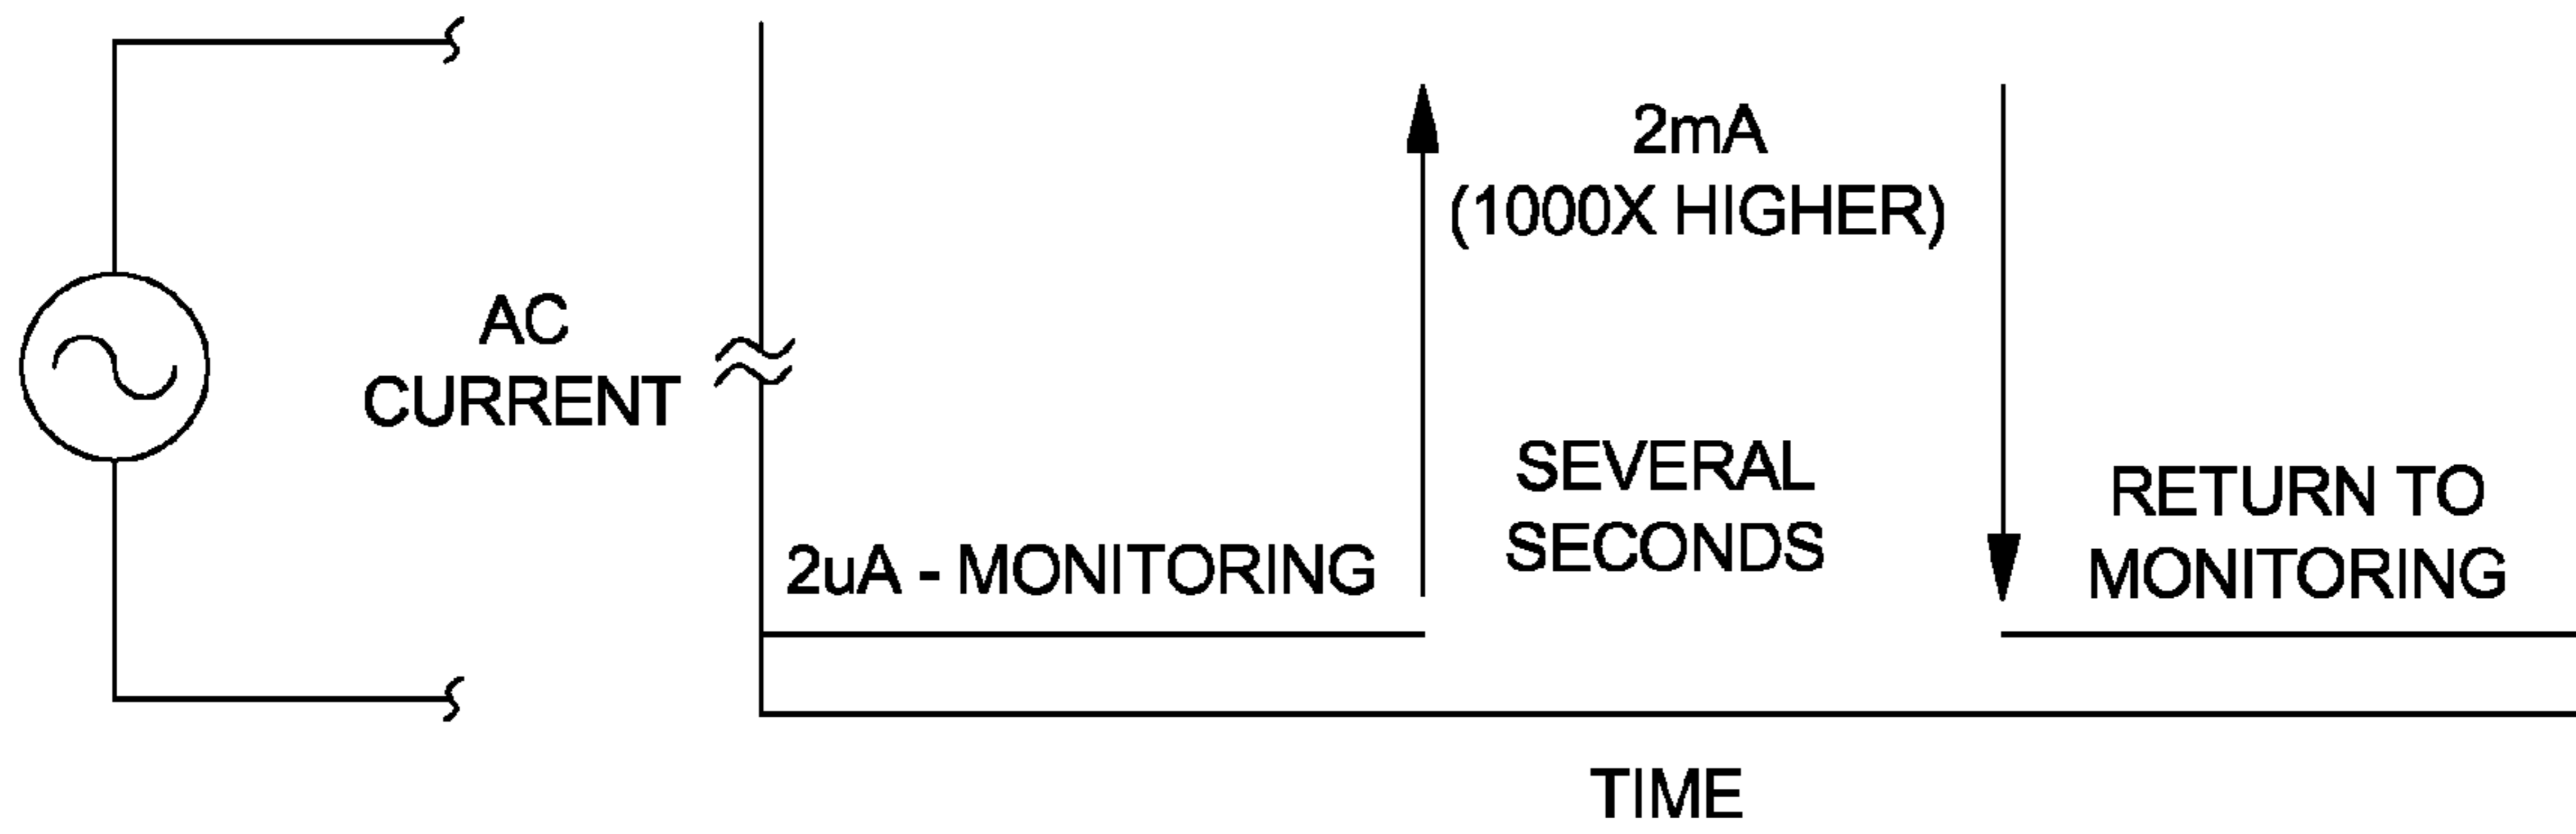 AC
CURRENT
2uA - MONITORING
2mA
(1000X HIGHER)
SEVERAL
SECONDS
RETURN TO
MONITORING
TIME